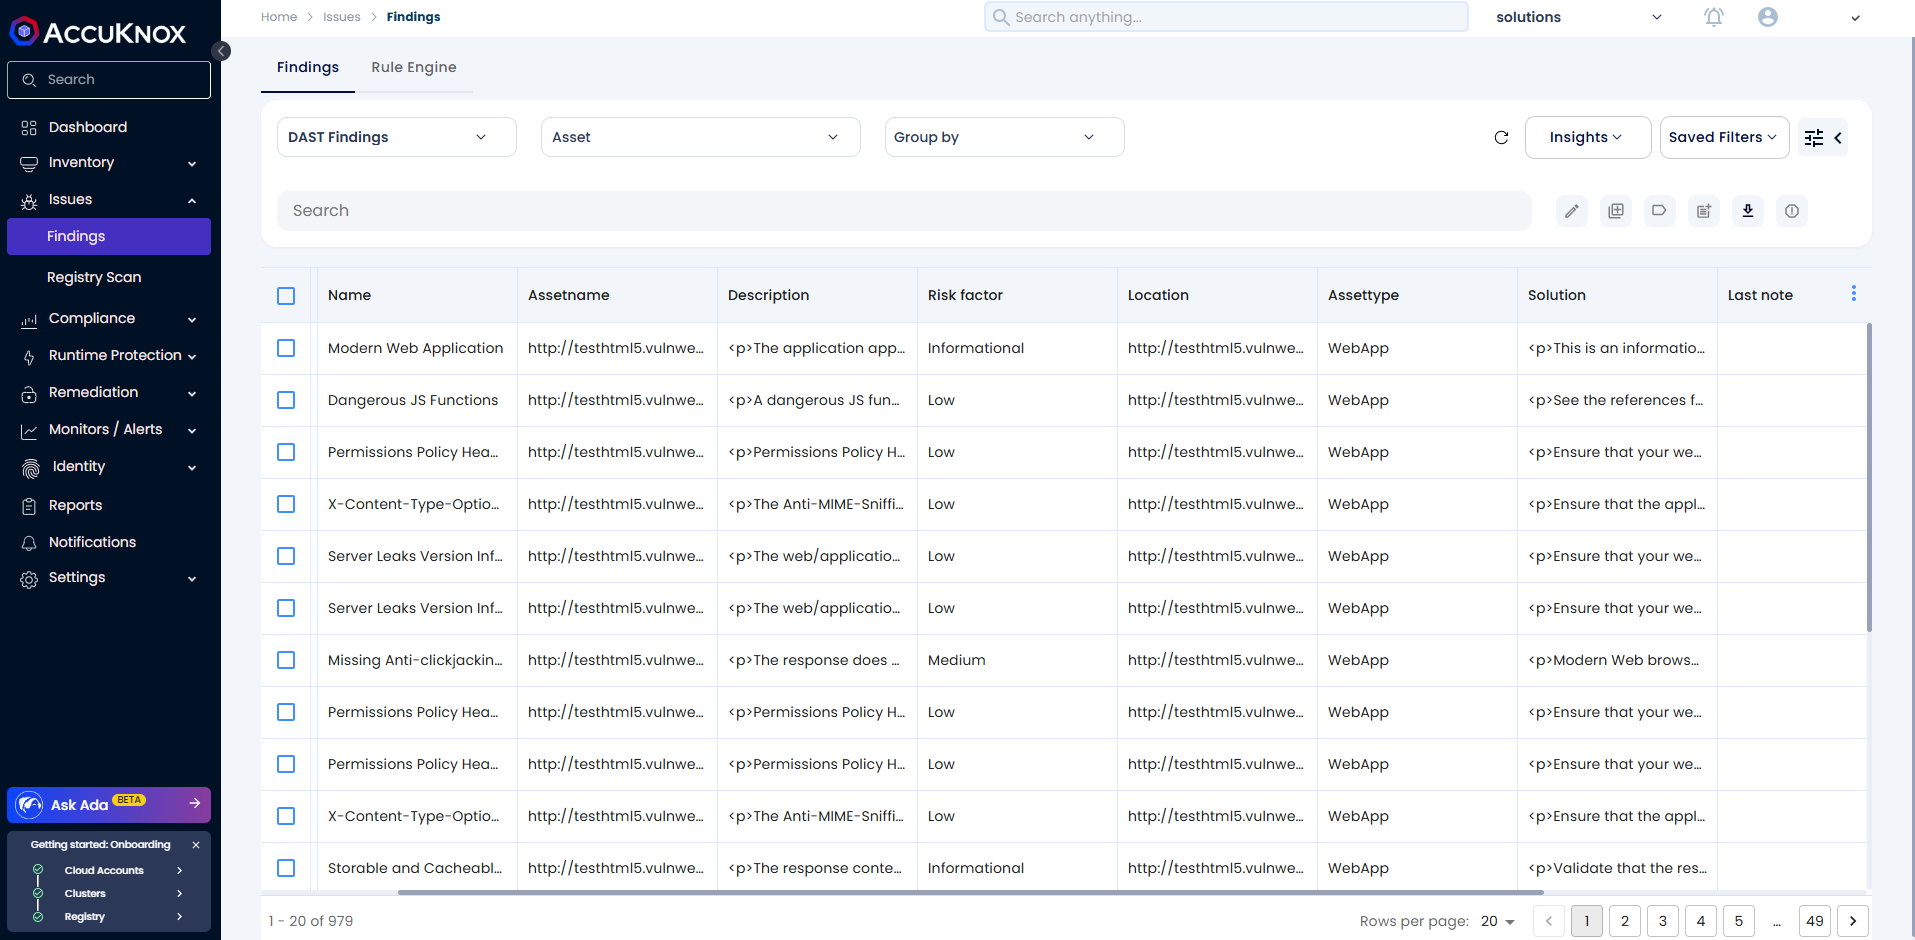 ACCUKNOX
Search
Dashboard
Inventory
Issues
Findings
Registry Scan
Compliance
Runtime Protection
Remediation
Monitors / Alerts
Identity
Reports
Notifications
Settings
Ask Ada BETA
Getting started: Onboarding
Cloud Accounts
Clusters
Registry
Home > Issues > Findings
Search anything...
solutions
Findings Rule Engine
DAST Findings Asset Group by Insights Saved Filters
Search
Name Assetname Description Risk factor Location Assettype Solution Last note
Modern Web Application http://testhtml5.vulnwe... <p>The application app... Informational http://testhtml5.vulnwe... WebApp <p>This is an informatio...
Dangerous JS Functions http://testhtml5.vulnwe... <p>A dangerous JS fun... Low http://testhtml5.vulnwe... WebApp <p>See the references f...
Permissions Policy Hea... http://testhtml5.vulnwe... <p>Permissions Policy H... Low http://testhtml5.vulnwe... WebApp <p>Ensure that your we...
X-Content-Type-Optio... http://testhtml5.vulnwe... <p>The Anti-MIME-Sniffi... Low http://testhtml5.vulnwe... WebApp <p>Ensure that the appl...
Server Leaks Version Inf... http://testhtml5.vulnwe... <p>The web/applicatio... Low http://testhtml5.vulnwe... WebApp <p>Ensure that your we...
Server Leaks Version Inf... http://testhtml5.vulnwe... <p>The web/applicatio... Low http://testhtml5.vulnwe... WebApp <p>Ensure that your we...
Missing Anti-clickjackin... http://testhtml5.vulnwe... <p>The response does ... Medium http://testhtml5.vulnwe... WebApp <p>Modern Web brows...
Permissions Policy Hea... http://testhtml5.vulnwe... <p>Permissions Policy H... Low http://testhtml5.vulnwe... WebApp <p>Ensure that your we...
Permissions Policy Hea... http://testhtml5.vulnwe... <p>Permissions Policy H... Low http://testhtml5.vulnwe... WebApp <p>Ensure that your we...
X-Content-Type-Optio... http://testhtml5.vulnwe... <p>The Anti-MIME-Sniffi... Low http://testhtml5.vulnwe... WebApp <p>Ensure that the appl...
Storable and Cacheabl... http://testhtml5.vulnwe... <p>The response conte... Informational http://testhtml5.vulnwe... WebApp <p>Validate that the res...
1 - 20 of 979 Rows per page: 20 < 1 2 3 4 5 ... 49 >